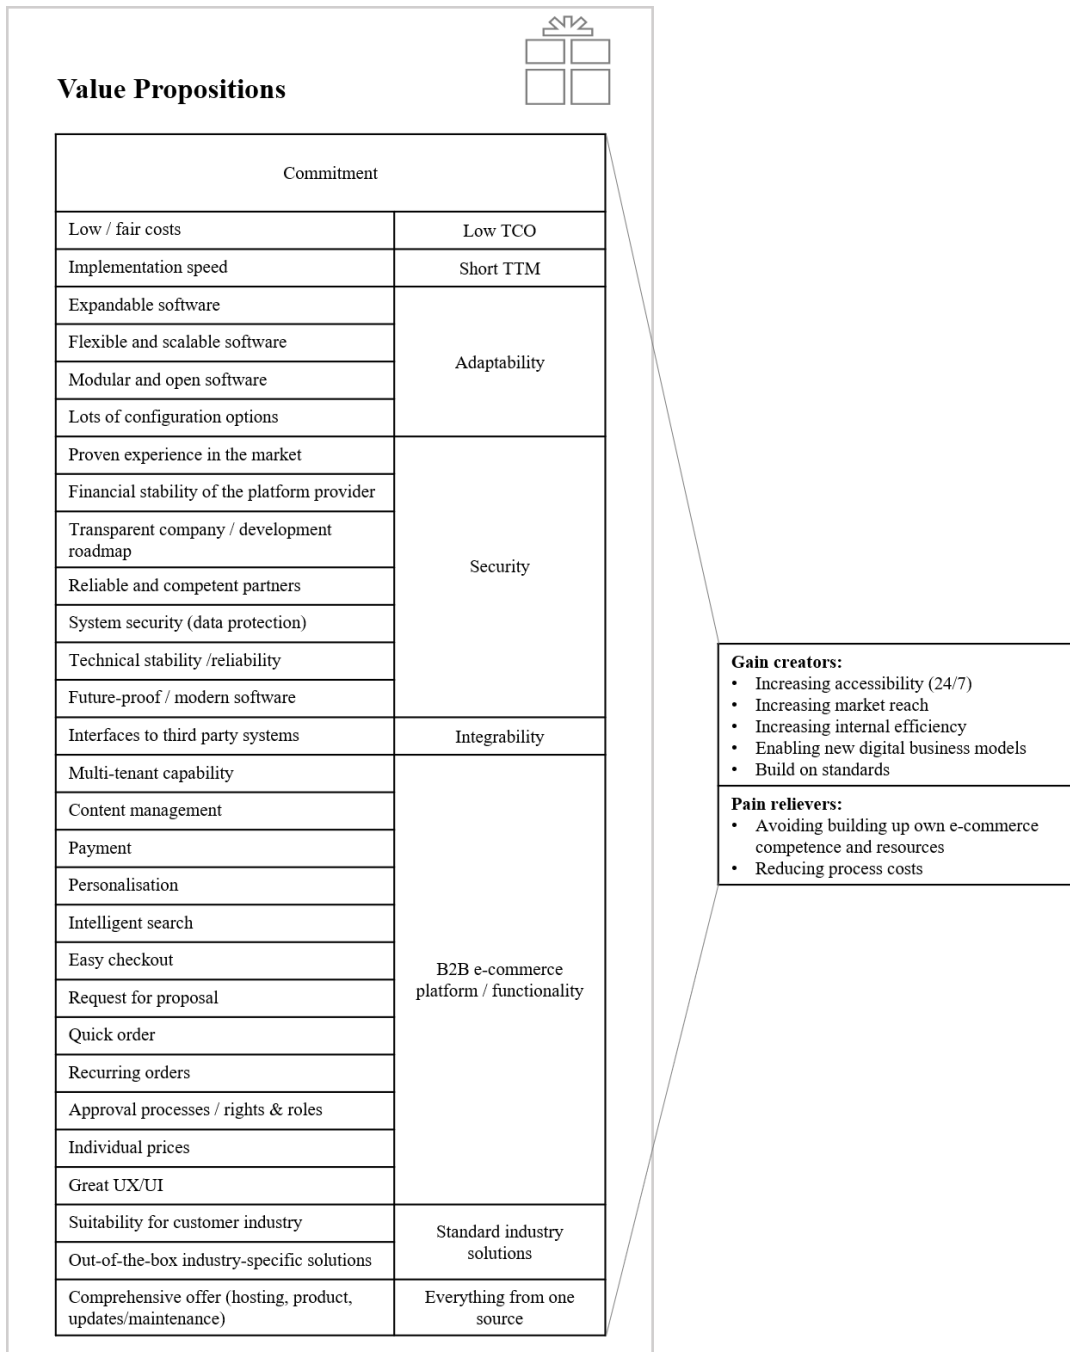 Value Propositions
Commitment
Low / fair costs
Low TCO
Implementation speed
Short TTM
Expandable software
Flexible and scalable software
Modular and open software
Lots of configuration options
Adaptability
Proven experience in the market
Financial stability of the platform provider
Transparent company / development
roadmap
Reliable and competent partners
System security (data protection)
Technical stability /reliability
Future-proof / modern software
Security
Interfaces to third party systems
Integrability
Multi-tenant capability
Content management
Payment
Personalisation
Intelligent search
Easy checkout
Request for proposal
Quick order
Recurring orders
Approval processes / rights & roles
Individual prices
Great UX/UI
B2B e-commerce
platform / functionality
Suitability for customer industry
Out-of-the-box industry-specific solutions
Standard industry
solutions
Comprehensive offer (hosting, product,
updates/maintenance)
Everything from one
source
Gain creators:
• Increasing accessibility (24/7)
• Increasing market reach
• Increasing internal efficiency
• Enabling new digital business models
• Build on standards
Pain relievers:
• Avoiding building up own e-commerce
competence and resources
• Reducing process costs